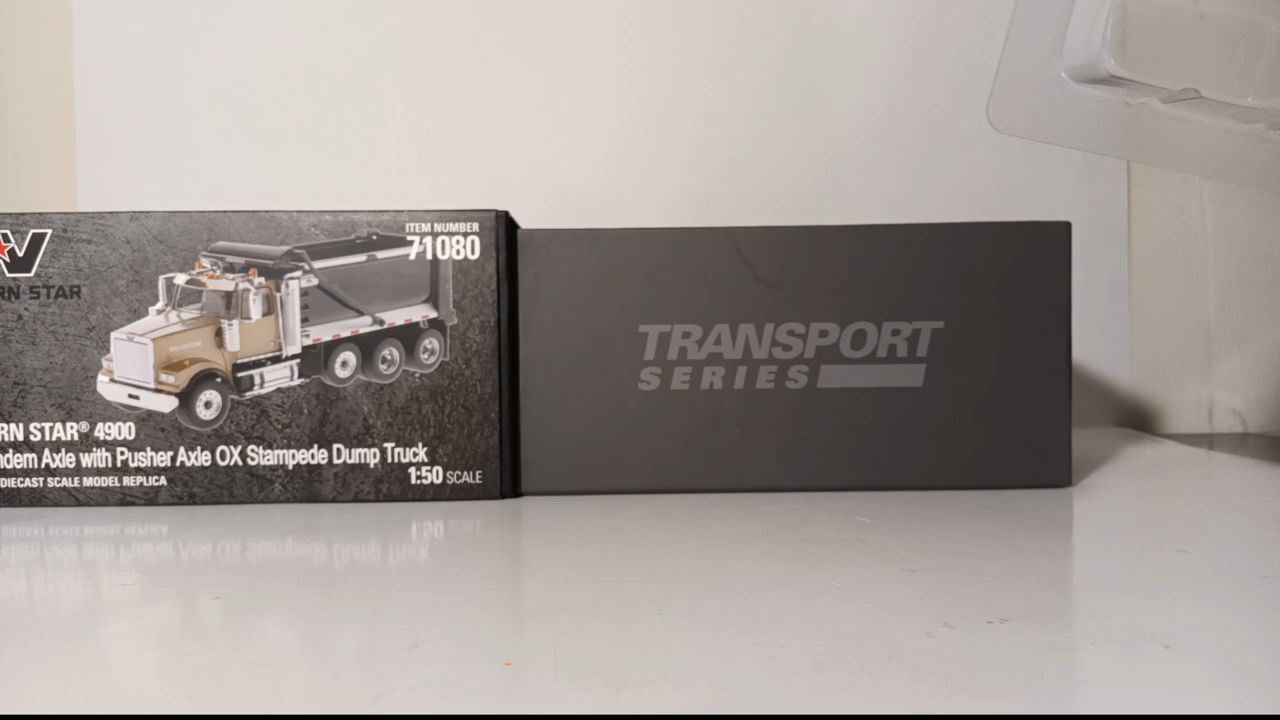 RN STAR
ITEM NUMBER
71080
RN STAR® 4900
ndem Axle with Pusher Axle OX Stampede Dump Truck
DIECAST SCALE MODEL REPLICA
1:50 SCALE
TRANSPORT
SERIES